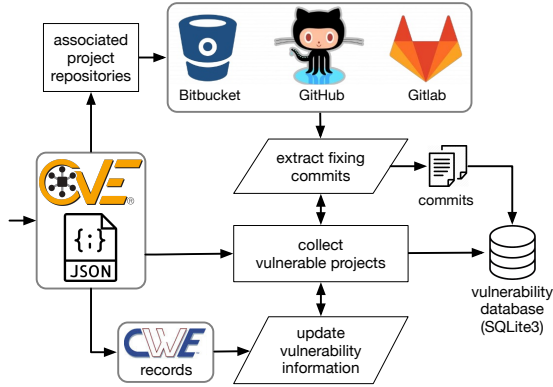 associated
project
repositories
Bitbucket
GitHub
Gitlab
extract fixing
commits
commits
CVE®
{;}
JSON
collect
vulnerable projects
vulnerability
database
(SQLite3)
CWE™
records
update
vulnerability
information